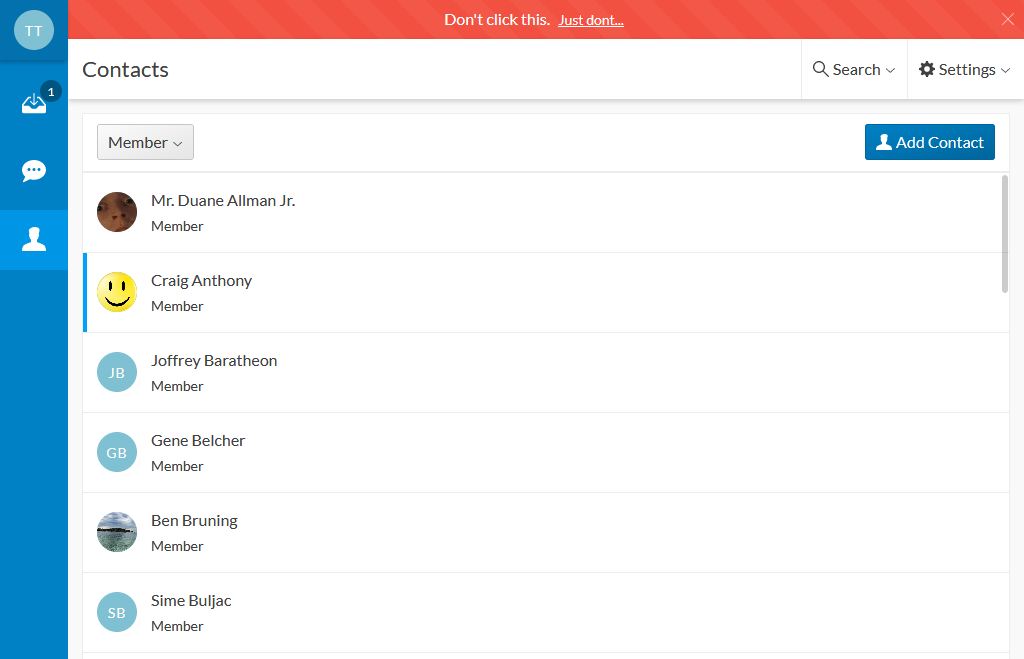 TT
Don't click this. Just dont...
1
Contacts
Search
Settings
Member
Add Contact
Mr. Duane Allman Jr.
Member
Craig Anthony
Member
JB
Joffrey Baratheon
Member
GB
Gene Belcher
Member
Ben Bruning
Member
SB
Sime Buljac
Member